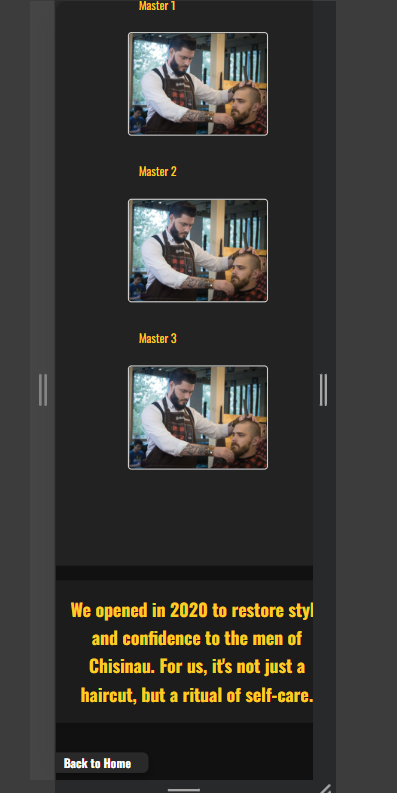 Master 1
Master 2
Master 3
We opened in 2020 to restore styl
and confidence to the men of
Chisinau. For us, it's not just a
haircut, but a ritual of self-care.
Back to Home